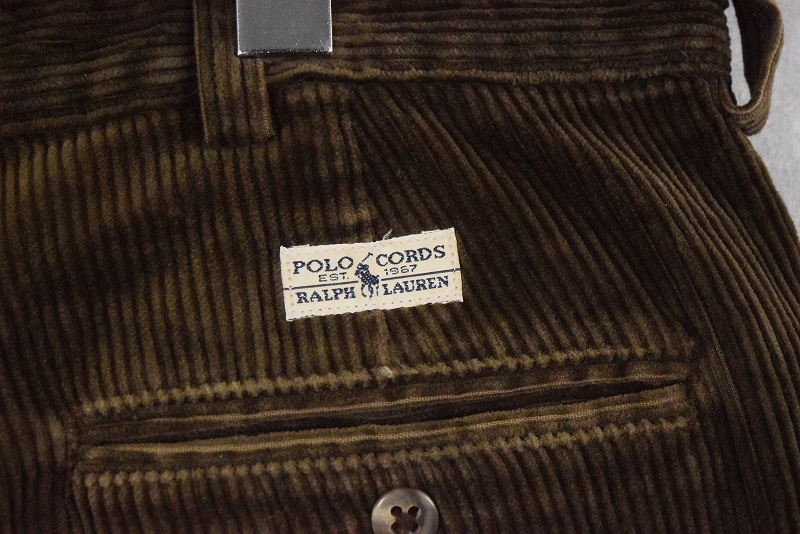 POLO CORDS
EST. 1967
RALPH LAUREN